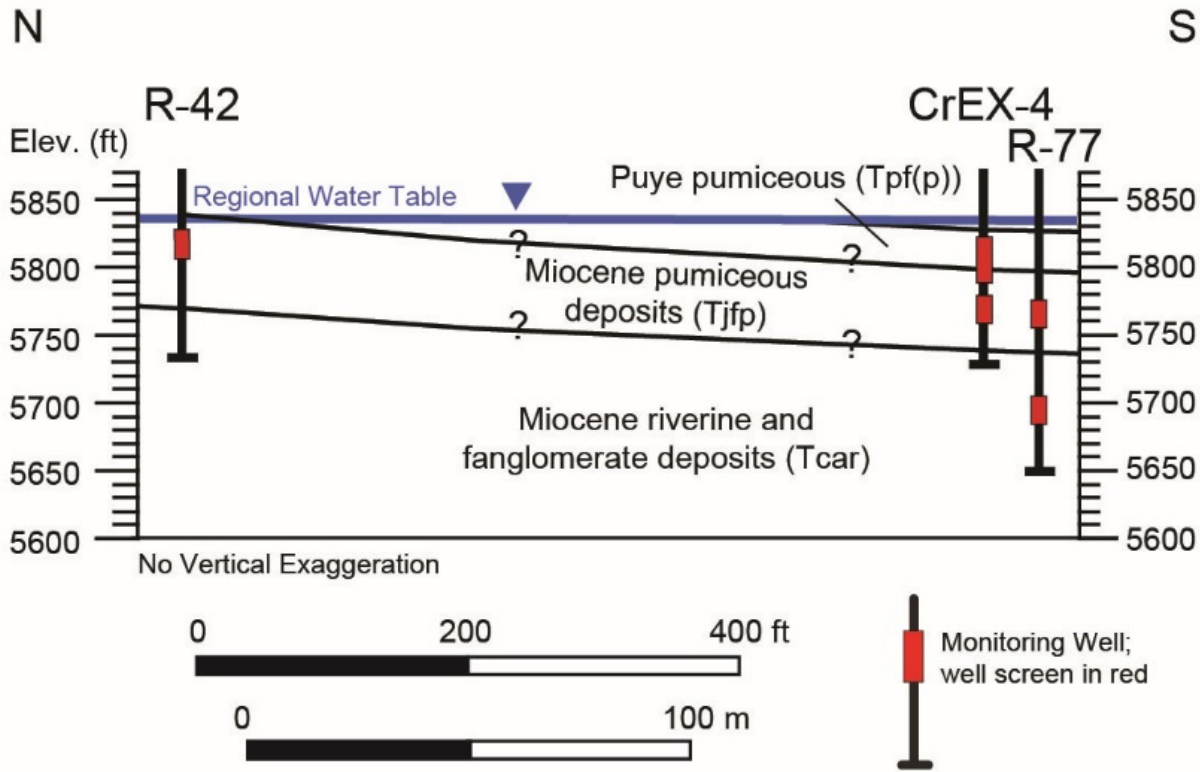 N
S
R-42
CrEX-4
R-77
Elev. (ft)
Puye pumiceous (Tpf(p))
Regional Water Table
5850
5850
?
?
5800
5800
Miocene pumiceous
deposits (Tjfp)
?
?
5750
5750
5700
5700
Miocene riverine and
fanglomerate deposits (Tcar)
5650
5650
5600
5600
No Vertical Exaggeration
0 200 400 ft
0 100 m
Monitoring Well;
well screen in red